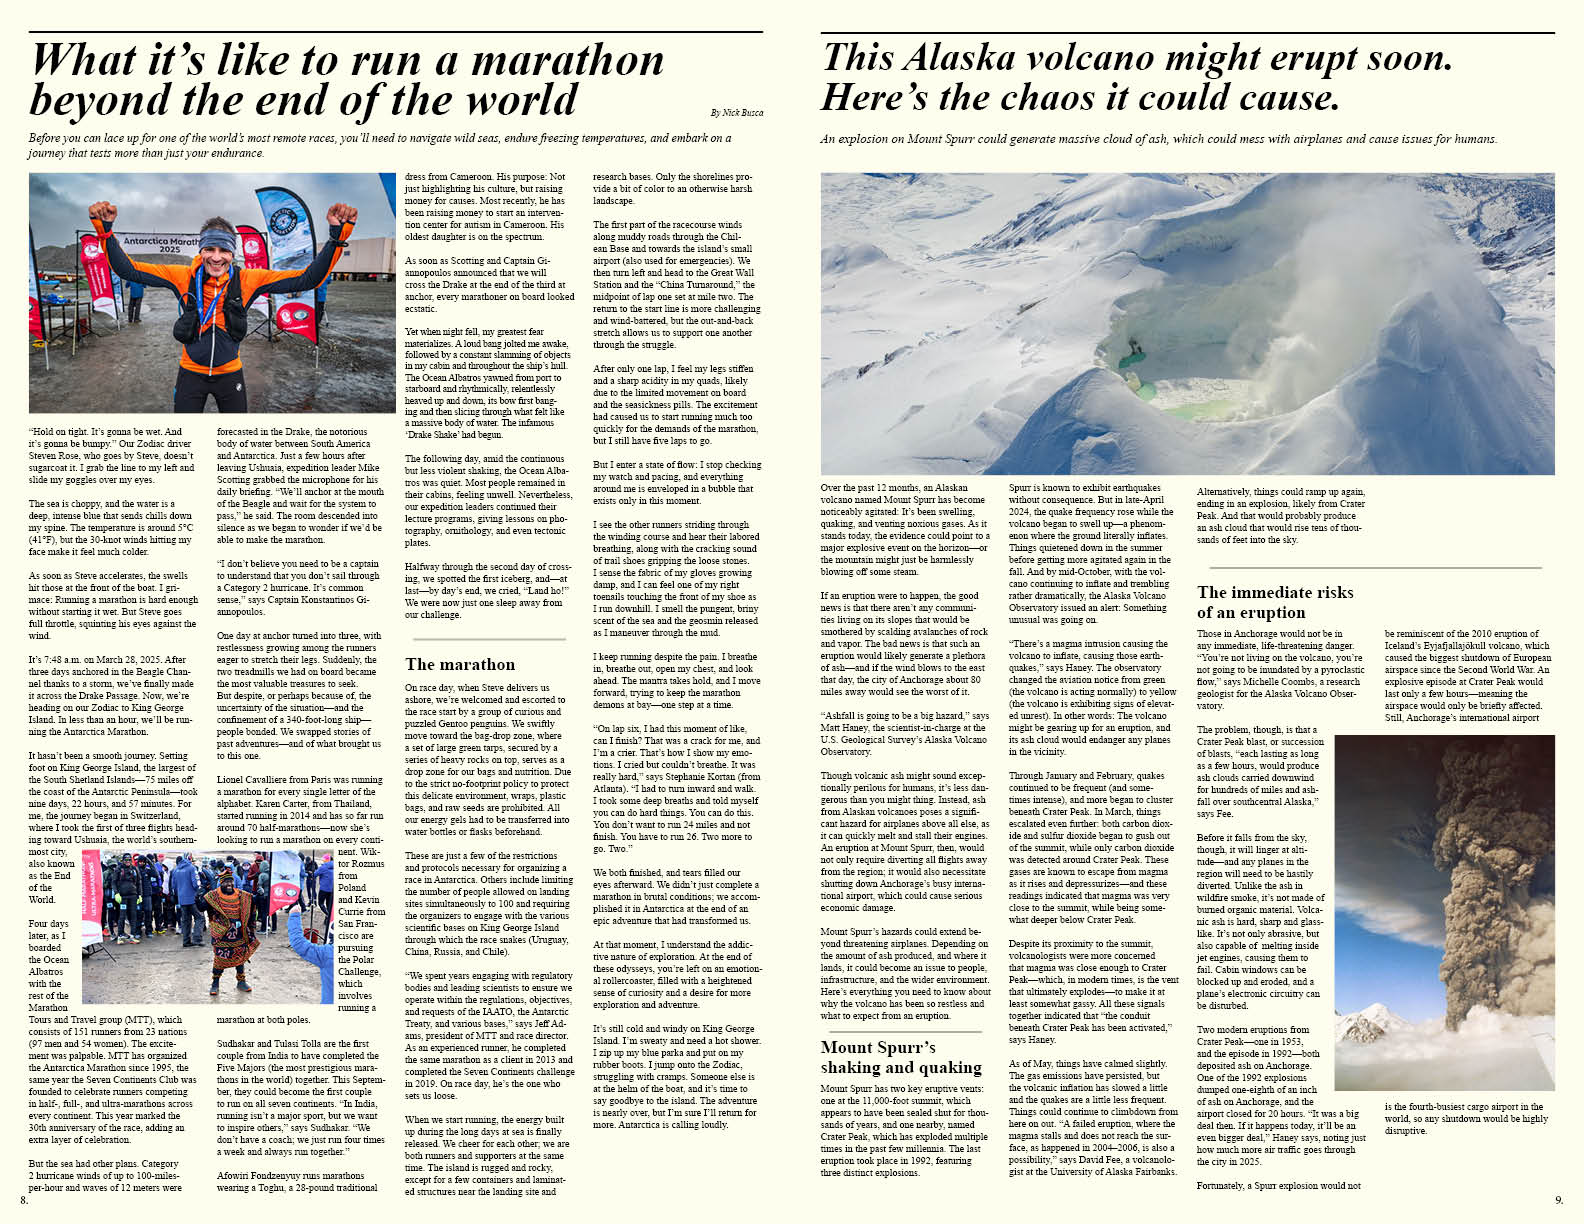 What it’s like to run a marathon
beyond the end of the world
By Nick Busca
Before you can lace up for one of the world’s most remote races, you’ll need to navigate wild seas, endure freezing temperatures, and embark on a
journey that tests more than just your endurance.
Antarctica Marath
2025
“Hold on tight. It’s gonna be wet. And
it’s gonna be bumpy.” Our Zodiac driver
Steven Rose, who goes by Steve, doesn’t
sugarcoat it. I grab the line to my left and
slide my goggles over my eyes.
The sea is choppy, and the water is a
deep, intense blue that sends chills down
my spine. The temperature is around 5°C
(41°F), but the 30-knot winds hitting my
face make it feel much colder.
As soon as Steve accelerates, the swells
hit those at the front of the boat. I gri-
mace: Running a marathon is hard enough
without starting it wet. But Steve goes
full throttle, squinting his eyes against the
wind.
It’s 7:48 a.m. on March 28, 2025. After
three days anchored in the Beagle Chan-
nel thanks to a storm, we’ve finally made
it across the Drake Passage. Now, we’re
heading on our Zodiac to King George
Island. In less than an hour, we’ll be run-
ning the Antarctica Marathon.
It hasn’t been a smooth journey. Setting
foot on King George Island, the largest of
the South Shetland Islands—75 miles off
the coast of the Antarctic Peninsula—took
nine days, 22 hours, and 57 minutes. For
me, the journey began in Switzerland,
where I took the first of three flights head-
ing toward Ushuaia, the world’s southern-
most city,
also known
as the End
of the
World.
Four days
later, as I
boarded
the Ocean
Albatros
with the
rest of the
Marathon
Tours and Travel group (MTT), which
consists of 151 runners from 23 nations
(97 men and 54 women). The excite-
ment was palpable. MTT has organized
the Antarctica Marathon since 1995, the
same year the Seven Continents Club was
founded to celebrate runners competing
in half-, full-, and ultra-marathons across
every continent. This year marked the
30th anniversary of the race, adding an
extra layer of celebration.
But the sea had other plans. Category
2 hurricane winds of up to 100-miles-
per-hour and waves of 12 meters were
forecasted in the Drake, the notorious
body of water between South America
and Antarctica. Just a few hours after
leaving Ushuaia, expedition leader Mike
Scotting grabbed the microphone for his
daily briefing. “We’ll anchor at the mouth
of the Beagle and wait for the system to
pass,” he said. The room descended into
silence as we began to wonder if we’d be
able to make the marathon.
“I don’t believe you need to be a captain
to understand that you don’t sail through
a Category 2 hurricane. It’s common
sense,” says Captain Konstantinos Gi-
annopoulos.
One day at anchor turned into three, with
restlessness growing among the runners
eager to stretch their legs. Suddenly, the
two treadmills we had on board became
the most valuable treasures to seek.
But despite, or perhaps because of, the
uncertainty of the situation—and the
confinement of a 340-foot-long ship—
people bonded. We swapped stories of
past adventures—and of what brought us
to this one.
Lionel Cavalliere from Paris was running
a marathon for every single letter of the
alphabet. Karen Carter, from Thailand,
started running in 2014 and has so far run
around 70 half-marathons—now she’s
looking to run a marathon on every conti-
nent. Wik-
tor Rozmus
from
Poland
and Kevin
Currie from
San Fran-
cisco are
pursuing
the Polar
Challenge,
which
involves
running a
marathon at both poles.
Sudhakar and Tulasi Tolla are the first
couple from India to have completed the
Five Majors (the most prestigious mara-
thons in the world) together. This Septem-
ber, they could become the first couple
to run on all seven continents. “In India,
running isn’t a major sport, but we want
to inspire others,” says Sudhakar. “‘We
don’t have a coach; we just run four times
a week and always run together.”
Afowiri Fondzenyuy runs marathons
wearing a Toghu, a 28-pound traditional
dress from Cameroon. His purpose: Not
just highlighting his culture, but raising
money for causes. Most recently, he has
been raising money to start an interven-
tion center for autism in Cameroon. His
oldest daughter is on the spectrum.
As soon as Scotting and Captain Gi-
annopoulos announced that we will
cross the Drake at the end of the third at
anchor, every marathoner on board looked
ecstatic.
Yet when night fell, my greatest fear
materializes. A loud bang jolted me awake,
followed by a constant slamming of objects
in my cabin and throughout the ship’s hull.
The Ocean Albatros yawned from port to
starboard and rhythmically, relentlessly
heaved up and down, its bow first bang-
ing and then slicing through what felt like
a massive body of water. The infamous
‘Drake Shake’ had begun.
The following day, amid the continuous
but less violent shaking, the Ocean Alba-
tros was quiet. Most people remained in
their cabins, feeling unwell. Nevertheless,
our expedition leaders continued their
lecture programs, giving lessons on pho-
tography, ornithology, and even tectonic
plates.
Halfway through the second day of cross-
ing, we spotted the first iceberg, and—at
last—by day’s end, we cried, “Land ho!”
We were now just one sleep away from
our challenge.
The marathon
On race day, when Steve delivers us
ashore, we’re welcomed and escorted to
the race start by a group of curious and
puzzled Gentoo penguins. We swiftly
move toward the bag-drop zone, where
a set of large green tarps, secured by a
series of heavy rocks on top, serves as a
drop zone for our bags and nutrition. Due
to the strict no-footprint policy to protect
this delicate environment, wraps, plastic
bags, and raw seeds are prohibited. All
our energy gels had to be transferred into
water bottles or flasks beforehand.
These are just a few of the restrictions
and protocols necessary for organizing a
race in Antarctica. Others include limiting
the number of people allowed on landing
sites simultaneously to 100 and requiring
the organizers to engage with the various
scientific bases on King George Island
through which the race snakes (Uruguay,
China, Russia, and Chile).
“We spent years engaging with regulatory
bodies and leading scientists to ensure we
operate within the regulations, objectives,
and requests of the IAATO, the Antarctic
Treaty, and various bases,” says Jeff Ad-
ams, president of MTT and race director.
As an experienced runner, he completed
the same marathon as a client in 2013 and
completed the Seven Continents challenge
in 2019. On race day, he’s the one who
sets us loose.
When we start running, the energy built
up during the long days at sea is finally
released. We cheer for each other; we are
both runners and supporters at the same
time. The island is rugged and rocky,
except for a few containers and laminat-
ed structures near the landing site and
research bases. Only the shorelines pro-
vide a bit of color to an otherwise harsh
landscape.
The first part of the racecourse winds
along muddy roads through the Chil-
ean Base and towards the island’s small
airport (also used for emergencies). We
then turn left and head to the Great Wall
Station and the “China Turnaround,” the
midpoint of lap one set at mile two. The
return to the start line is more challenging
and wind-battered, but the out-and-back
stretch allows us to support one another
through the struggle.
After only one lap, I feel my legs stiffen
and a sharp acidity in my quads, likely
due to the limited movement on board
and the seasickness pills. The excitement
had caused us to start running much too
quickly for the demands of the marathon,
but I still have five laps to go.
But I enter a state of flow: I stop checking
my watch and pacing, and everything
around me is enveloped in a bubble that
exists only in this moment.
I see the other runners striding through
the winding course and hear their labored
breathing, along with the cracking sound
of trail shoes gripping the loose stones.
I sense the fabric of my gloves growing
damp, and I can feel one of my right
toenails touching the front of my shoe as
I run downhill. I smell the pungent, briny
scent of the sea and the geosmin released
as I maneuver through the mud.
I keep running despite the pain. I breathe
in, breathe out, open my chest, and look
ahead. The mantra takes hold, and I move
forward, trying to keep the marathon
demons at bay—one step at a time.
“On lap six, I had this moment of like,
can I finish? That was a crack for me, and
I’m a crier. That’s how I show my emo-
tions. I cried but couldn’t breathe. It was
really hard,” says Stephanie Kortan (from
Atlanta). “I had to turn inward and walk.
I took some deep breaths and told myself
you can do hard things. You can do this.
You don’t want to run 24 miles and not
finish. You have to run 26. Two more to
go. Two.”
We both finished, and tears filled our
eyes afterward. We didn’t just complete a
marathon in brutal conditions; we accom-
plished it in Antarctica at the end of an
epic adventure that had transformed us.
At that moment, I understand the addic-
tive nature of exploration. At the end of
these odysseys, you’re left on an emotion-
al rollercoaster, filled with a heightened
sense of curiosity and a desire for more
exploration and adventure.
It’s still cold and windy on King George
Island. I’m sweaty and need a hot shower.
I zip up my blue parka and put on my
rubber boots. I jump onto the Zodiac,
struggling with cramps. Someone else is
at the helm of the boat, and it’s time to
say goodbye to the island. The adventure
is nearly over, but I’m sure I’ll return for
more. Antarctica is calling loudly.
8.
This Alaska volcano might erupt soon.
Here’s the chaos it could cause.
An explosion on Mount Spurr could generate massive cloud of ash, which could mess with airplanes and cause issues for humans.
Over the past 12 months, an Alaskan
volcano named Mount Spurr has become
noticeably agitated: It’s been swelling,
quaking, and venting noxious gases. As it
stands today, the evidence could point to a
major explosive event on the horizon—or
the mountain might just be harmlessly
blowing off some steam.
If an eruption were to happen, the good
news is that there aren’t any communi-
ties living on its slopes that would be
smothered by scalding avalanches of rock
and vapor. The bad news is that such an
eruption would likely generate a plethora
of ash—and if the wind blows to the east
that day, the city of Anchorage about 80
miles away would see the worst of it.
“Ashfall is going to be a big hazard,” says
Matt Haney, the scientist-in-charge at the
U.S. Geological Survey’s Alaska Volcano
Observatory.
Though volcanic ash might sound excep-
tionally perilous for humans, it’s less dan-
gerous than you might thing. Instead, ash
from Alaskan volcanoes poses a signifi-
cant hazard for airplanes above all else, as
it can quickly melt and stall their engines.
An eruption at Mount Spurr, then, would
not only require diverting all flights away
from the region; it would also necessitate
shutting down Anchorage’s busy interna-
tional airport, which could cause serious
economic damage.
Mount Spurr’s hazards could extend be-
yond threatening airplanes. Depending on
the amount of ash produced, and where it
lands, it could become an issue to people,
infrastructure, and the wider environment.
Here’s everything you need to know about
why the volcano has been so restless and
what to expect from an eruption.
Mount Spurr’s
shaking and quaking
Mount Spurr has two key eruptive vents:
one at the 11,000-foot summit, which
appears to have been sealed shut for thou-
sands of years, and one nearby, named
Crater Peak, which has exploded multiple
times in the past few millennia. The last
eruption took place in 1992, featuring
three distinct explosions.
Spurr is known to exhibit earthquakes
without consequence. But in late-April
2024, the quake frequency rose while the
volcano began to swell up—a phenom-
enon where the ground literally inflates.
Things quietened down in the summer
before getting more agitated again in the
fall. And by mid-October, with the vol-
cano continuing to inflate and trembling
rather dramatically, the Alaska Volcano
Observatory issued an alert: Something
unusual was going on.
“There’s a magma intrusion causing the
volcano to inflate, causing those earth-
quakes,” says Haney. The observatory
changed the aviation notice from green
(the volcano is acting normally) to yellow
(the volcano is exhibiting signs of elevat-
ed unrest). In other words: The volcano
might be gearing up for an eruption, and
its ash cloud would endanger any planes
in the vicinity.
Through January and February, quakes
continued to be frequent (and some-
times intense), and more began to cluster
beneath Crater Peak. In March, things
escalated even further: both carbon diox-
ide and sulfur dioxide began to gush out
of the summit, while only carbon dioxide
was detected around Crater Peak. These
gases are known to escape from magma
as it rises and depressurizes—and these
readings indicated that magma was very
close to the summit, while being some-
what deeper below Crater Peak.
Despite its proximity to the summit,
volcanologists were more concerned
that magma was close enough to Crater
Peak—which, in modern times, is the vent
that ultimately explodes—to make it at
least somewhat gassy. All these signals
together indicated that “the conduit
beneath Crater Peak has been activated,”
says Haney.
As of May, things have calmed slightly.
The gas emissions have persisted, but
the volcanic inflation has slowed a little
and the quakes are a little less frequent.
Things could continue to climbdown from
here on out. “A failed eruption, where the
magma stalls and does not reach the sur-
face, as happened in 2004–2006, is also a
possibility,” says David Fee, a volcanolo-
gist at the University of Alaska Fairbanks.
Alternatively, things could ramp up again,
ending in an explosion, likely from Crater
Peak. And that would probably produce
an ash cloud that would rise tens of thou-
sands of feet into the sky.
The immediate risks
of an eruption
Those in Anchorage would not be in
any immediate, life-threatening danger.
“You’re not living on the volcano, you’re
not going to be inundated by a pyroclastic
flow,” says Michelle Coombs, a research
geologist for the Alaska Volcano Obser-
vatory.
The problem, though, is that a
Crater Peak blast, or succession
of blasts, “each lasting as long
as a few hours, would produce
ash clouds carried downwind
for hundreds of miles and ash-
fall over southcentral Alaska,”
says Fee.
Before it falls from the sky,
though, it will linger at alti-
tude—and any planes in the
region will need to be hastily
diverted. Unlike the ash in
wildfire smoke, it’s not made of
burned organic material. Volca-
nic ash is hard, sharp and glass-
like. It’s not only abrasive, but
also capable of melting inside
jet engines, causing them to
fail. Cabin windows can be
blocked up and eroded, and a
plane’s electronic circuitry can
be disturbed.
Two modern eruptions from
Crater Peak—one in 1953,
and the episode in 1992—both
deposited ash on Anchorage.
One of the 1992 explosions
dumped one-eighth of an inch
of ash on Anchorage, and the
airport closed for 20 hours. “It was a big
deal then. If it happens today, it’ll be an
even bigger deal,” Haney says, noting just
how much more air traffic goes through
the city in 2025.
Fortunately, a Spurr explosion would not
be reminiscent of the 2010 eruption of
Iceland’s Eyjafjallajökull volcano, which
caused the biggest shutdown of European
airspace since the Second World War. An
explosive episode at Crater Peak would
last only a few hours—meaning the
airspace would only be briefly affected.
Still, Anchorage’s international airport
is the fourth-busiest cargo airport in the
world, so any shutdown would be highly
disruptive.
9.